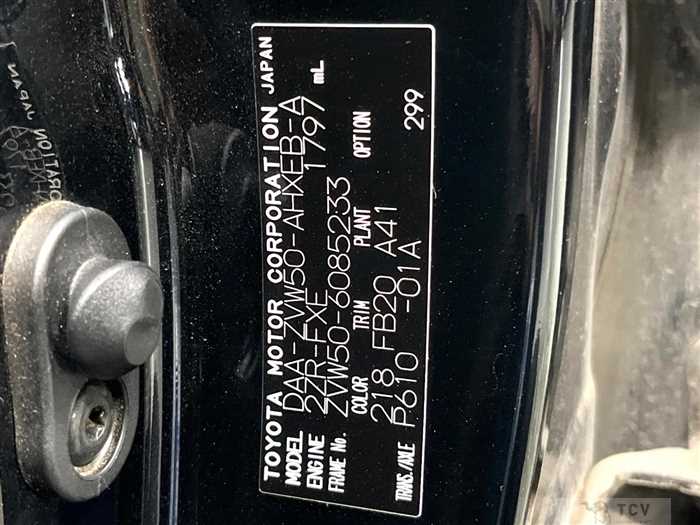 TOYOTA MOTOR CORPORATION JAPAN
MODEL DAA-ZVW50-AHXEB-A
ENGINE 2ZR-FXE 1797 mL
FRAME No. ZVW50-6085233
COLOR TRIM PLANT OPTION
218 FB20 A41 299
TRANS./AXLE P610 -01A
TCV